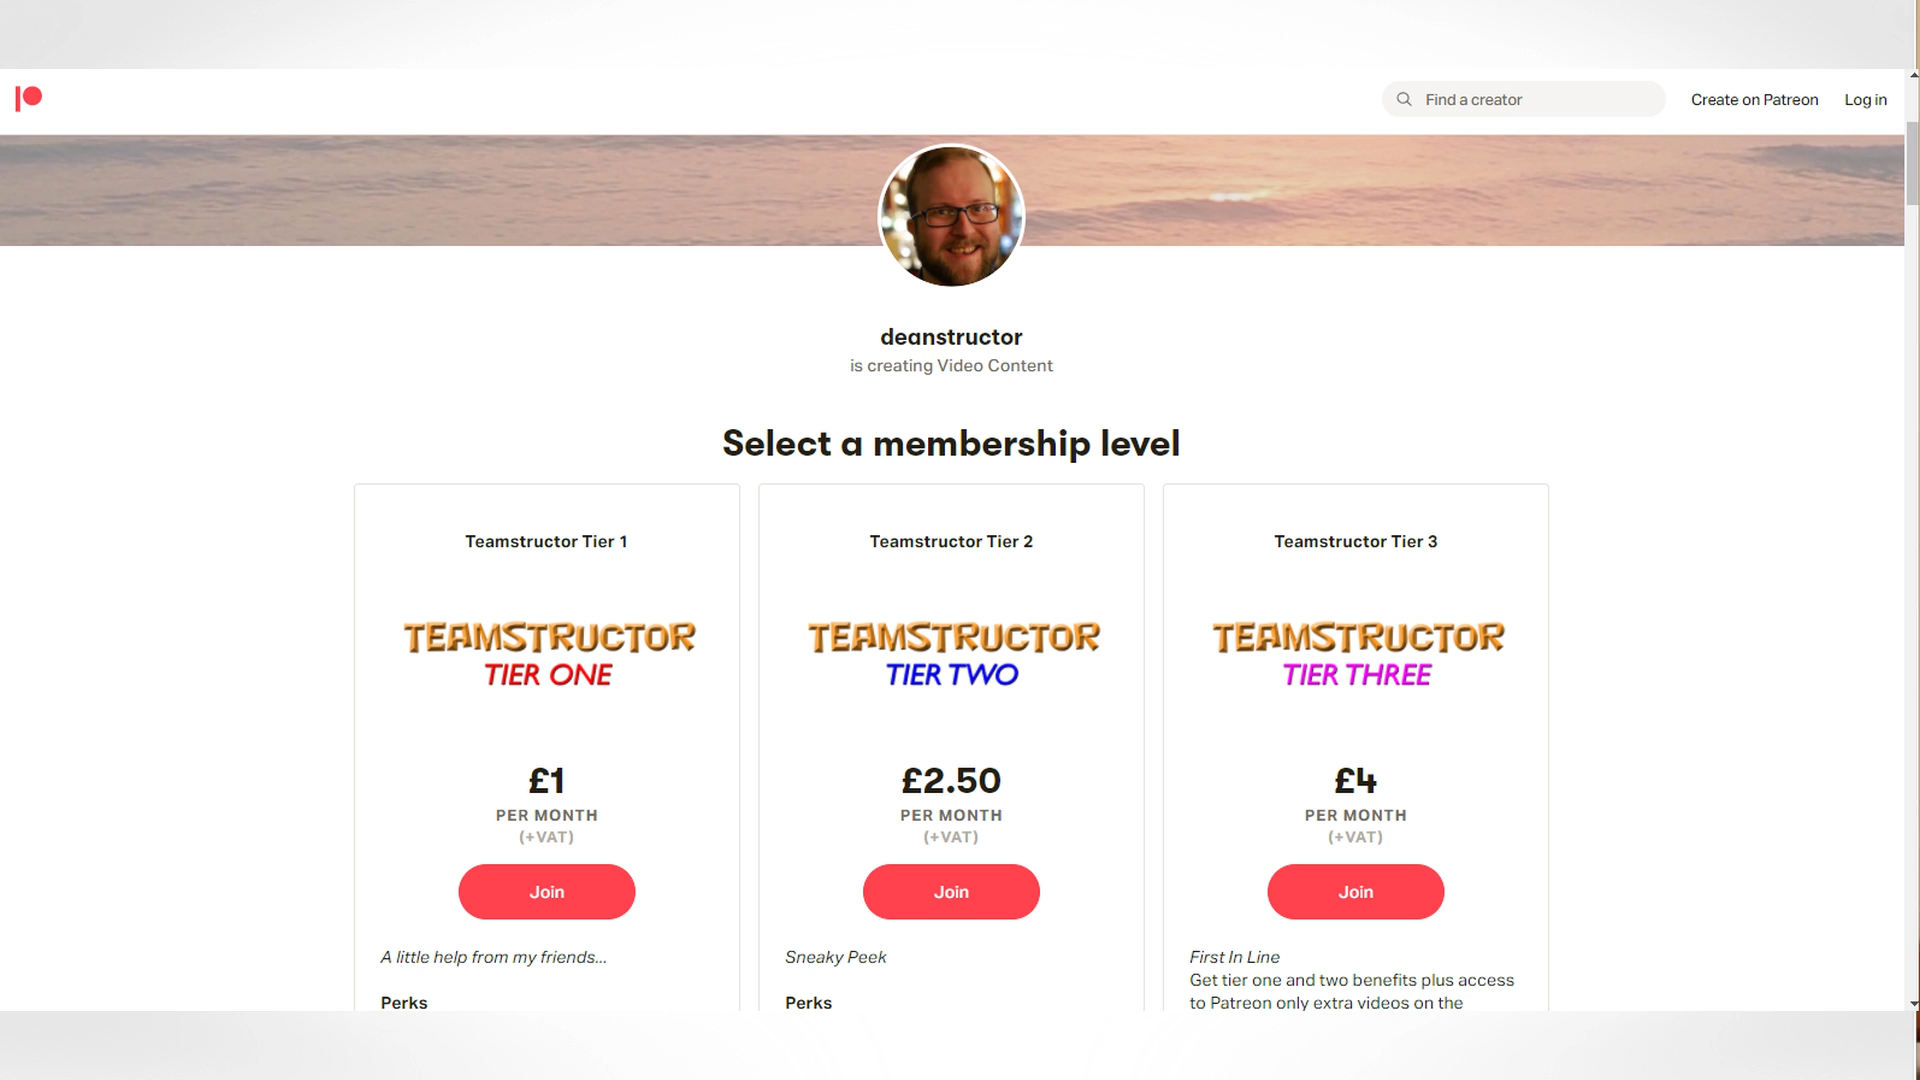 Find a creator
Create on Patreon
Log in
deanstructor
is creating Video Content
Select a membership level
Teamstructor Tier 1
TEAMSTRUCTOR
TIER ONE
£1
PER MONTH
(+VAT)
Join
A little help from my friends...
Perks
Teamstructor Tier 2
TEAMSTRUCTOR
TIER TWO
£2.50
PER MONTH
(+VAT)
Join
Sneaky Peek
Perks
Teamstructor Tier 3
TEAMSTRUCTOR
TIER THREE
£4
PER MONTH
(+VAT)
Join
First In Line
Get tier one and two benefits plus access
to Patreon only extra videos on the